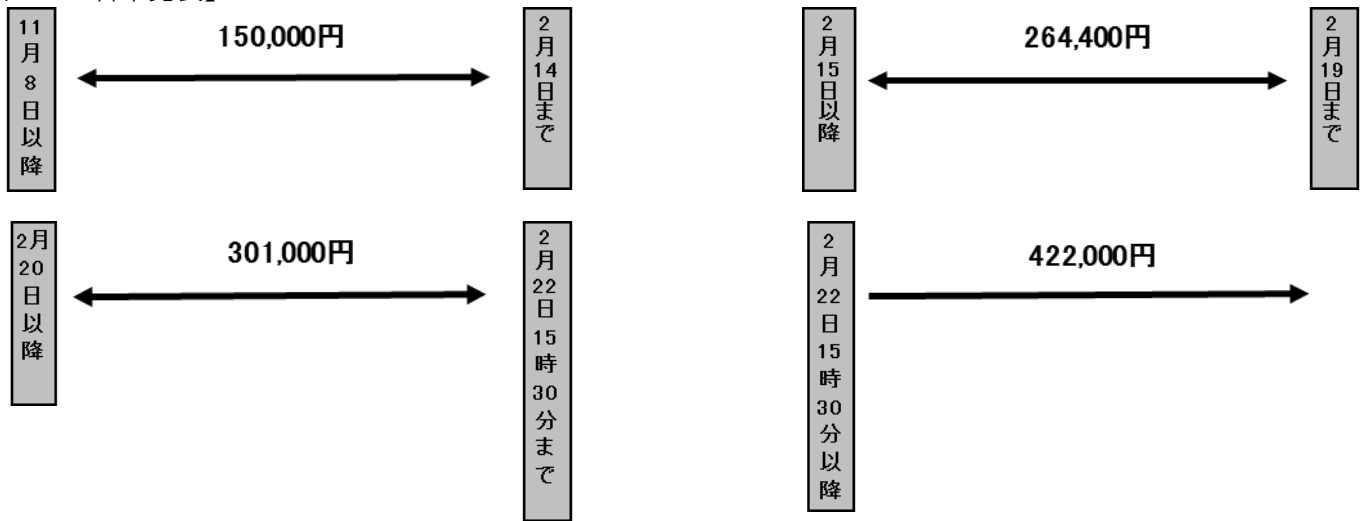 11月8日以降
150,000円
2月14日まで
2月15日以降
264,400円
2月19日まで
2月20日以降
301,000円
2月22日15時30分まで
2月22日15時30分以降
422,000円